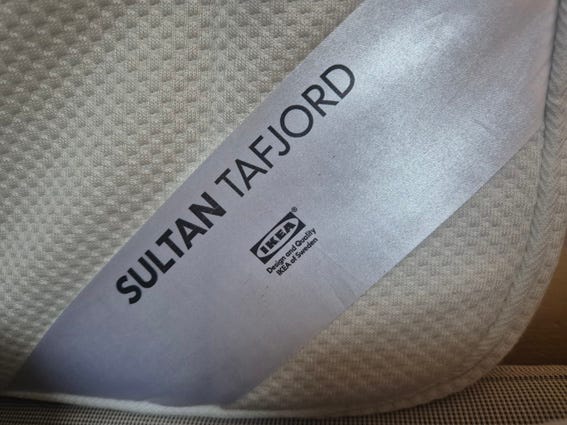 SULTAN TAFJORD
IKEA®
Design and Quality
IKEA of Sweden